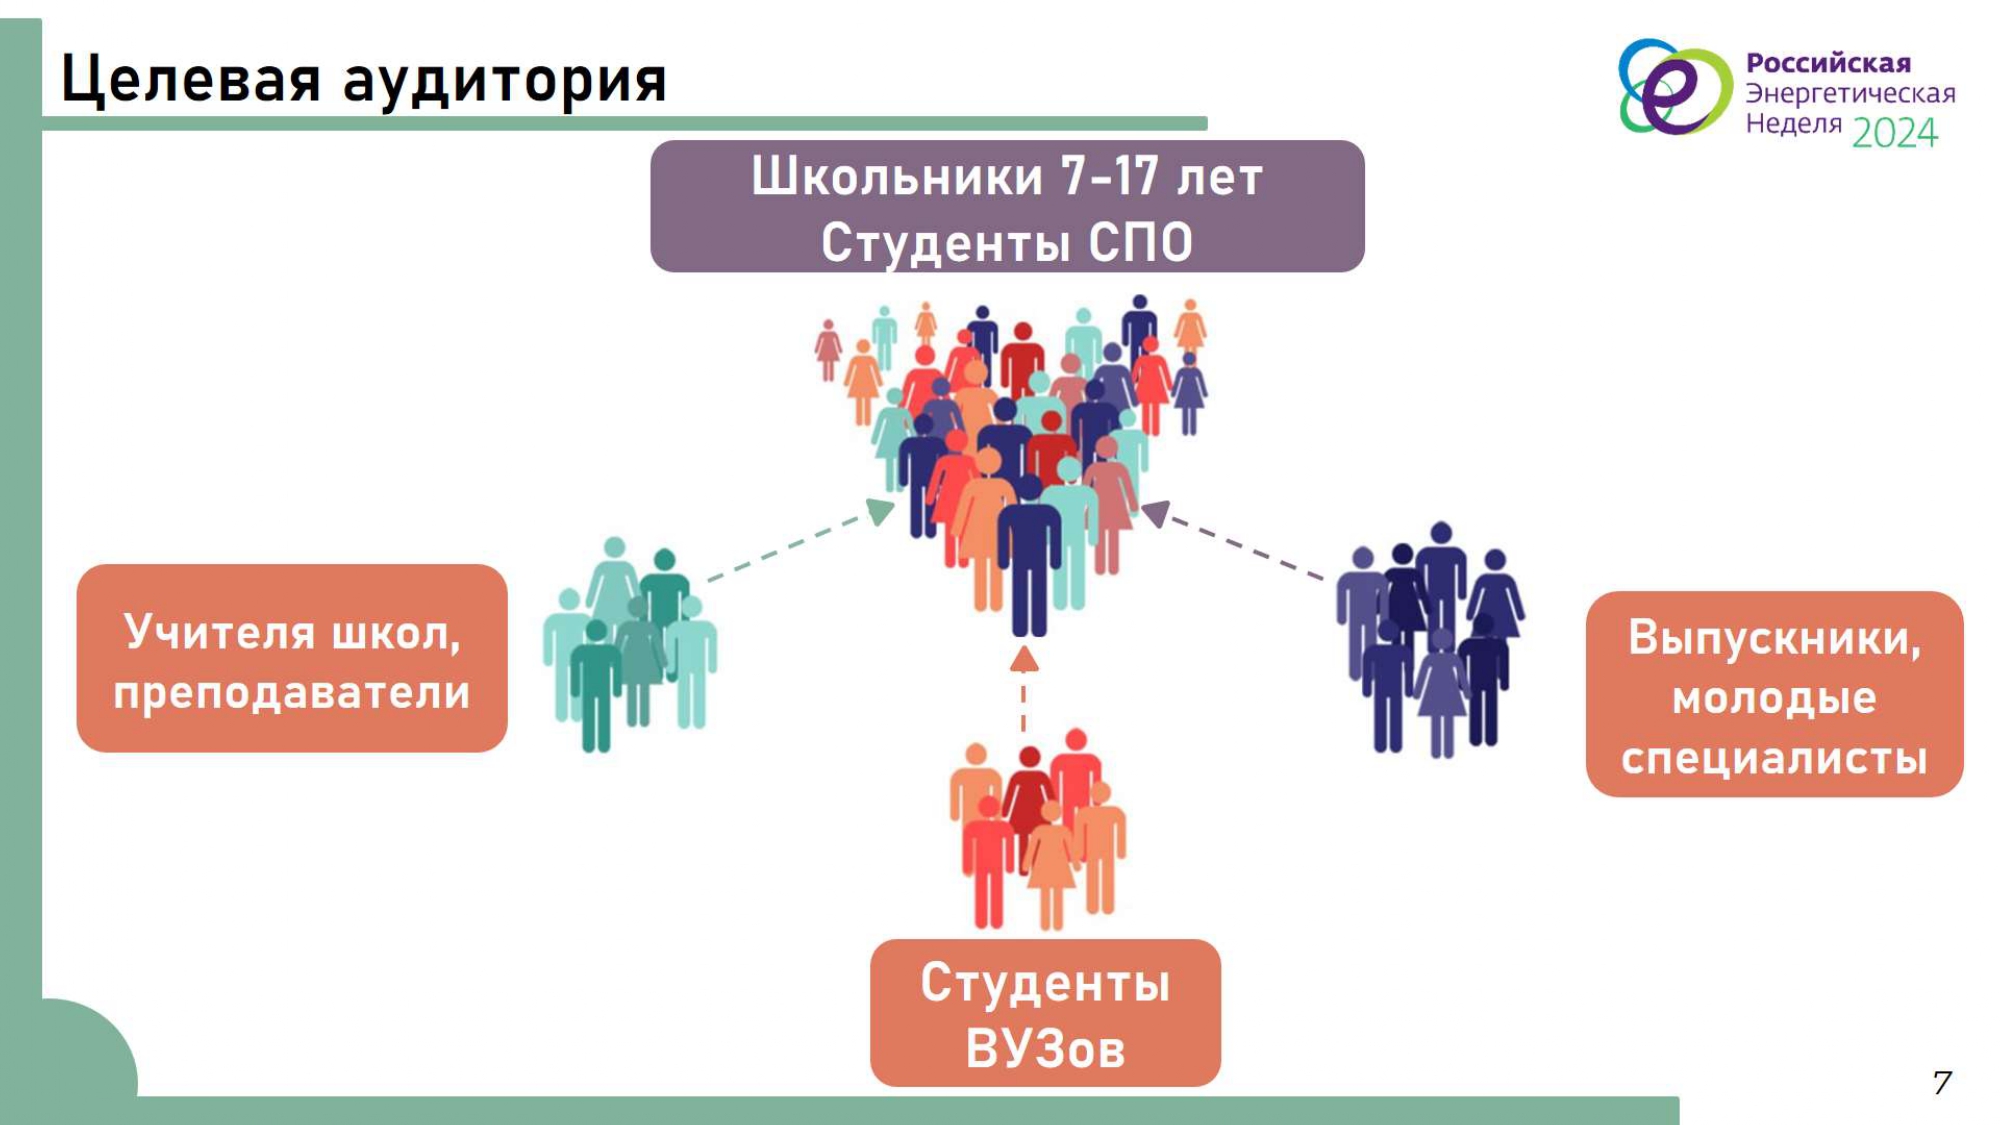 Целевая аудитория
Российская
Энергетическая
Неделя 2024
Школьники 7-17 лет
Студенты СПО
Учителя школ,
преподаватели
Выпускники,
молодые
специалисты
Студенты
ВУЗов
7